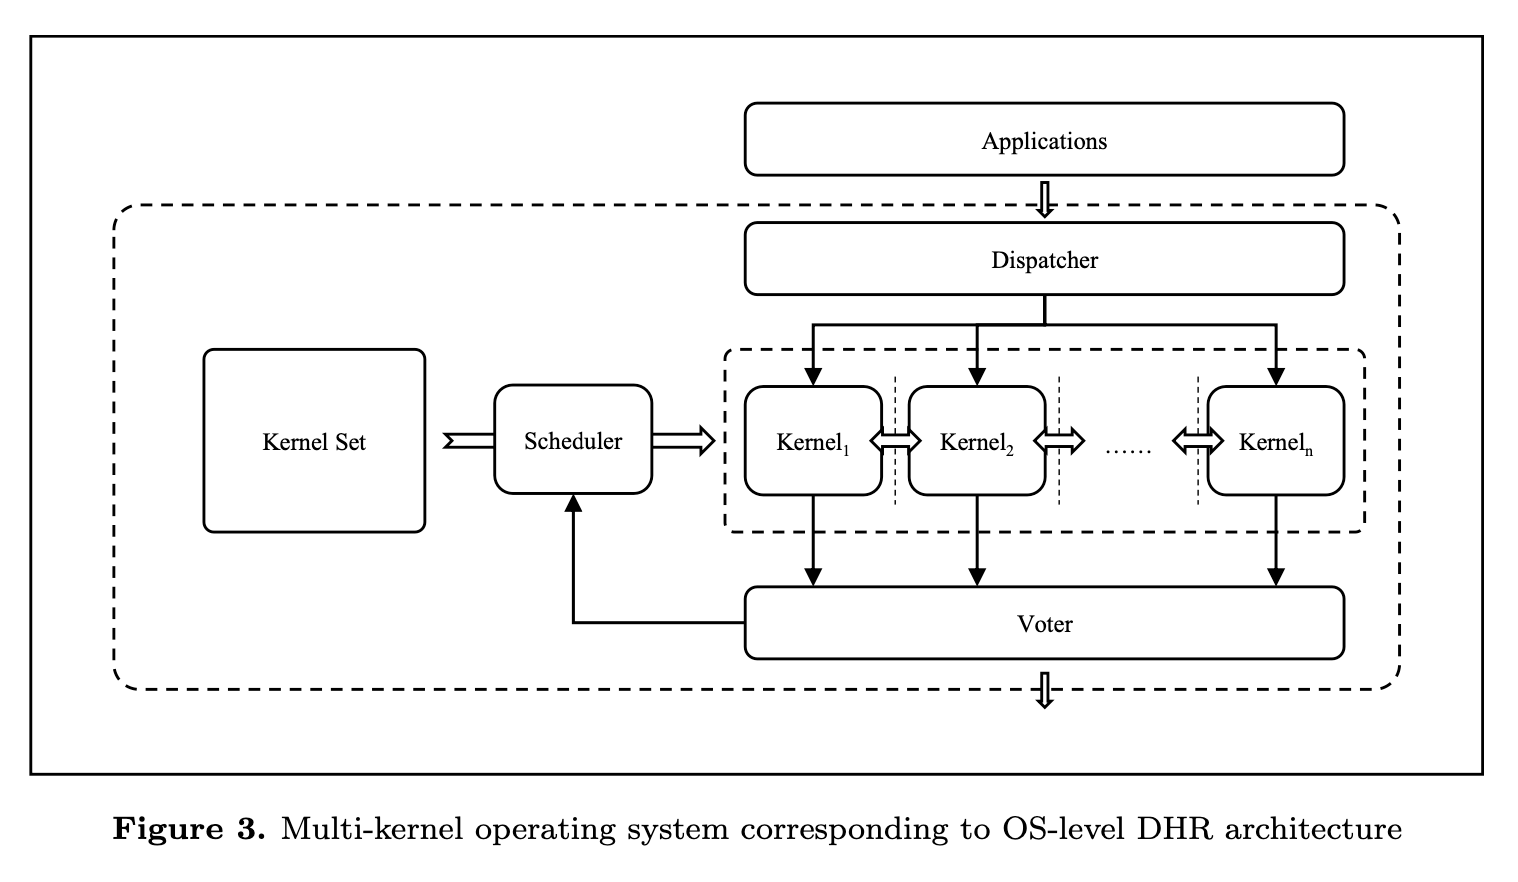 Applications
Dispatcher
Kernel Set
Scheduler
Kernel₁
Kernel₂
......
Kernelₙ
Voter
Figure 3. Multi-kernel operating system corresponding to OS-level DHR architecture